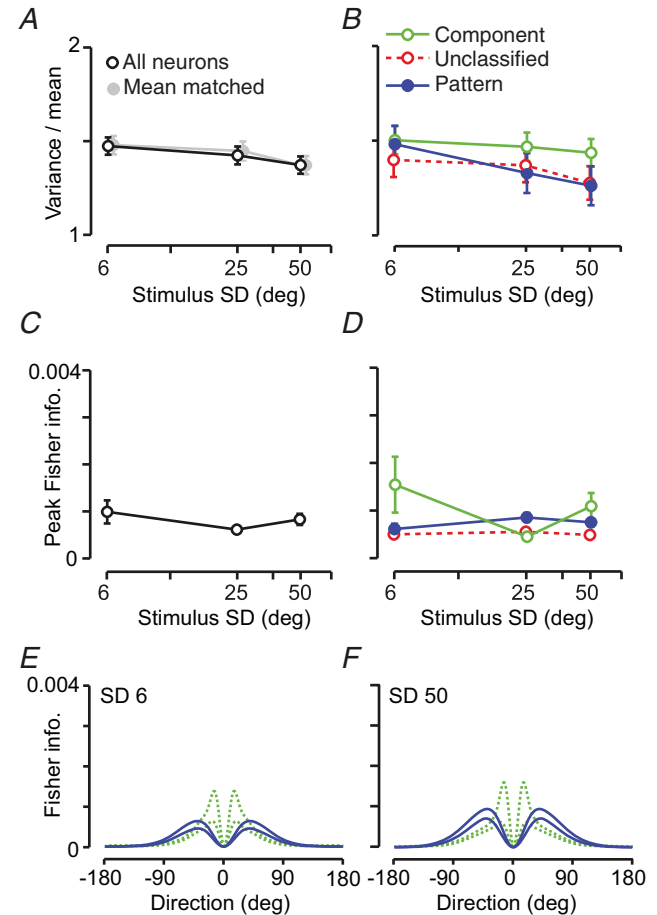 A
2
Variance / mean
1
All neurons
Mean matched
6 25 50
Stimulus SD (deg)
B
Component
Unclassified
Pattern
6 25 50
Stimulus SD (deg)
C
0.004
Peak Fisher info.
0
6 25 50
Stimulus SD (deg)
D
6 25 50
Stimulus SD (deg)
E
0.004
SD 6
Fisher info.
0
-180 -90 0 90 180
Direction (deg)
F
SD 50
-180 -90 0 90 180
Direction (deg)